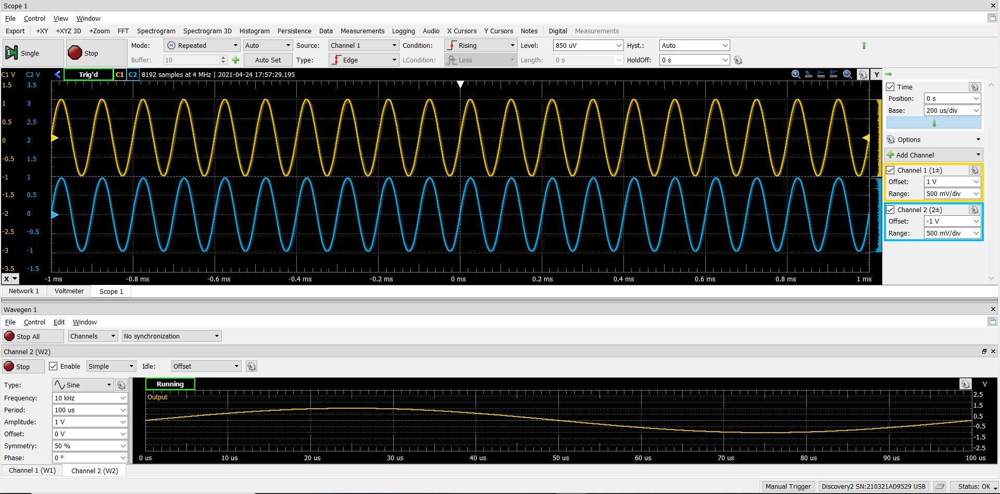 Scope 1
File Control View Window
Export +XY +XYZ 3D +Zoom FFT Spectrogram Spectrogram 3D Histogram Persistence Data Measurements Logging Audio X Cursors Y Cursors Notes Digital Measurements
Single Stop
Mode: Repeated Auto Source: Channel 1 Condition: Rising Level: 850 uV Hyst.: Auto
Buffer: 10 Auto Set Type: Edge LCondition: Less Length: 0 s HoldOff: 0 s
C1 V C2 V Trig'd C1 C2 8192 samples at 4 MHz | 2021-04-24 17:57:29.195 Y
1.5 3.5
1 3
0.5 2.5
0 2
-0.5 1.5
-1 1
-1.5 0.5
-2 0
-2.5 -0.5
-3 -1
-3.5 -1.5
X -1 ms -0.8 ms -0.6 ms -0.4 ms -0.2 ms 0 ms 0.2 ms 0.4 ms 0.6 ms 0.8 ms 1 ms
Time
Position: 0 s
Base: 200 us/div
Options
Add Channel
Channel 1 (1±)
Offset: 1 V
Range: 500 mV/div
Channel 2 (2±)
Offset: -1 V
Range: 500 mV/div
Network 1 Voltmeter Scope 1
Wavegen 1
File Control Edit Window
Stop All Channels No synchronization
Channel 2 (W2)
Stop Enable Simple Idle: Offset
Type: Sine
Frequency: 10 kHz
Period: 100 us
Amplitude: 1 V
Offset: 0 V
Symmetry: 50 %
Phase: 0 º
Running V
Output
2.5
1.5
0.5
-0.5
-1.5
-2.5
0 us 10 us 20 us 30 us 40 us 50 us 60 us 70 us 80 us 90 us 100 us
Channel 1 (W1) Channel 2 (W2)
Manual Trigger Discovery2 SN:210321AD9529 USB Status: OK